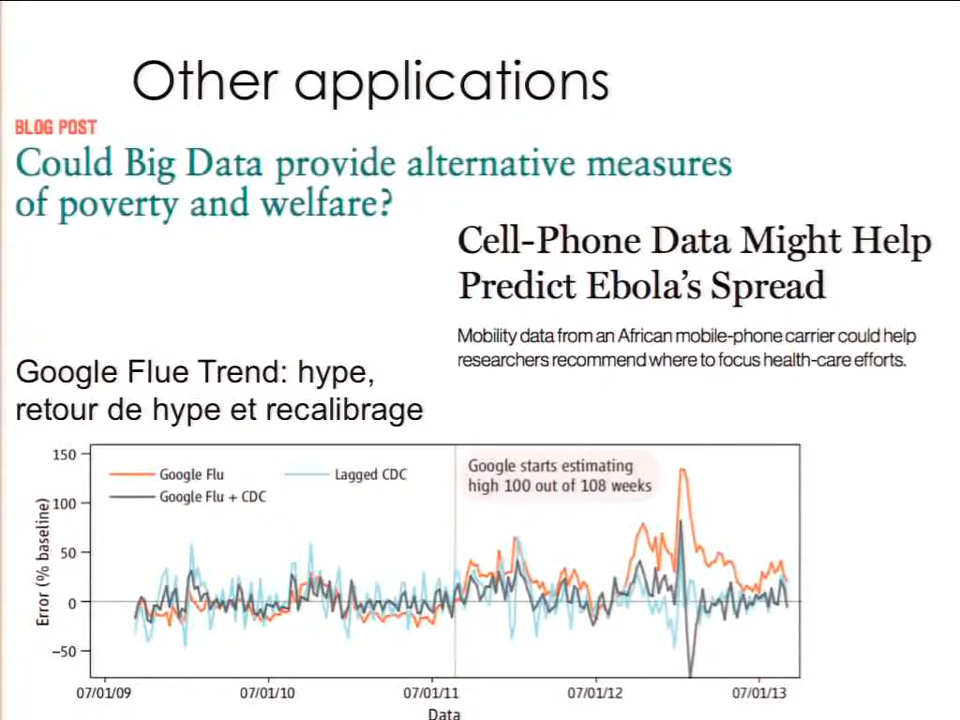 Other applications
BLOG POST
Could Big Data provide alternative measures
of poverty and welfare?
Cell-Phone Data Might Help
Predict Ebola's Spread
Mobility data from an African mobile-phone carrier could help
researchers recommend where to focus health-care efforts.
Google Flue Trend: hype,
retour de hype et recalibrage
Google Flu
Lagged CDC
Google Flu + CDC
Google starts estimating
high 100 out of 108 weeks
Error (% baseline)
150
100
50
0
–50
07/01/09 07/01/10 07/01/11 07/01/12 07/01/13
Data